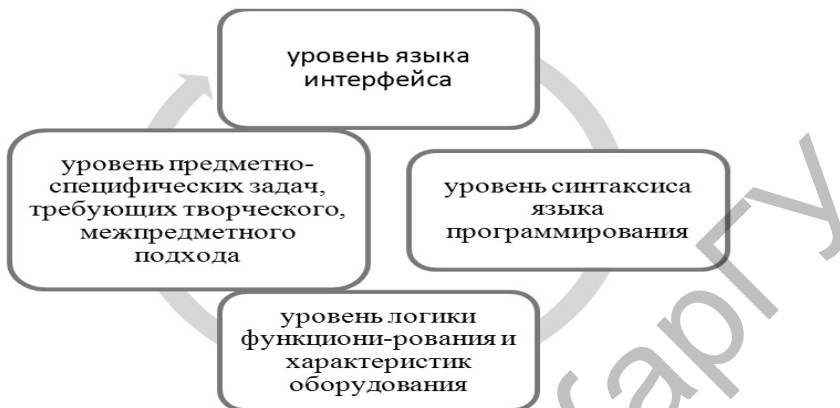 уровень языка
интерфейса
уровень синтаксиса
языка
программирования
уровень логики
функциони-рования и
характеристик
оборудования
уровень предметно-
специфических задач,
требующих творческого,
межпредметного
подхода